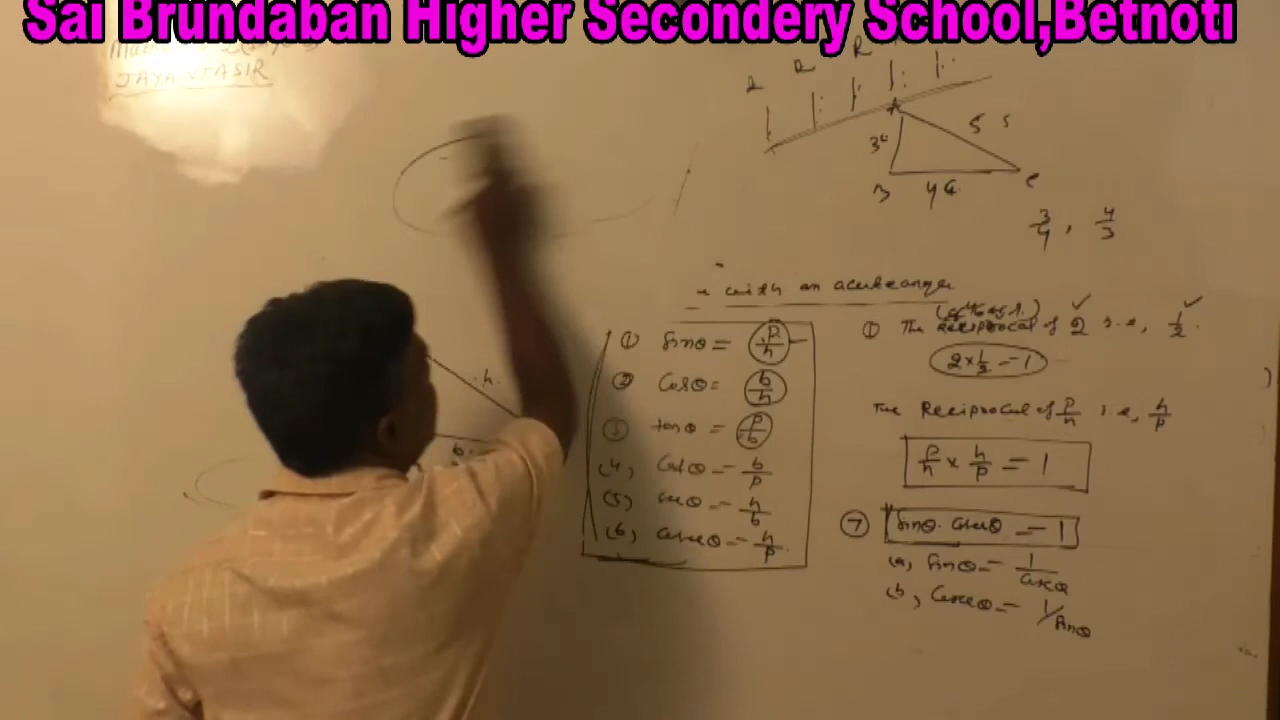 Sai Brundaban Higher Secondery School,Betnoti
JAYANTASIR
A
3
5
B
4
C
3/4, 4/3
with an acute angle
h
b
① sinθ = p/h
② Cosθ = b/h
③ tanθ = p/b
(4) Cotθ = b/p
(5) secθ = h/b
(6) Cosecθ = h/p
① The Reciprocal of 2 i.e, 1/2.
2 x 1/2 = 1
The Reciprocal of p/h i.e, h/p
p/h x h/p = 1
⑦ Sinθ. Cosecθ = 1
(a) Sinθ = 1/Cosecθ
(b) Cosecθ = 1/Sinθ